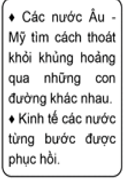 ♦ Các nước Âu -
Mỹ tìm cách thoát
khỏi khủng hoảng
qua những con
đường khác nhau.
♦ Kinh tế các nước
từng bước được
phục hồi.